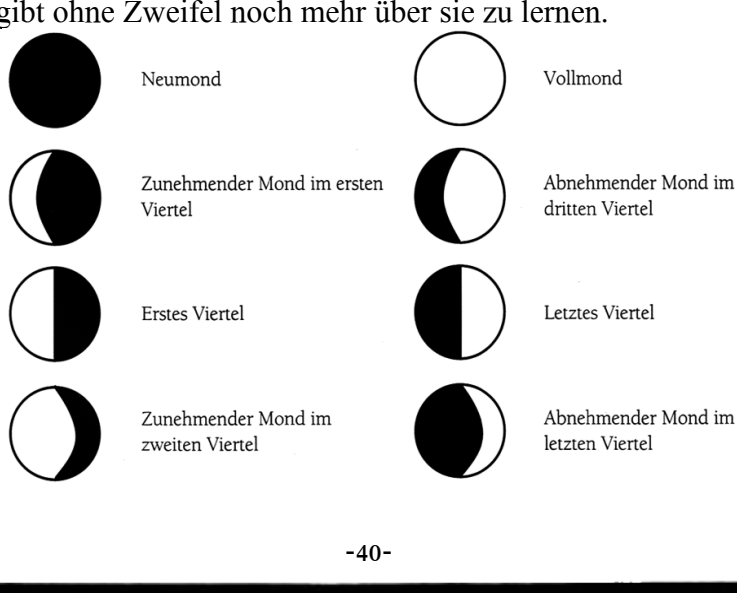 gibt ohne Zweifel noch mehr über sie zu lernen.
Neumond
Vollmond
Zunehmender Mond im ersten
Viertel
Abnehmender Mond im
dritten Viertel
Erstes Viertel
Letztes Viertel
Zunehmender Mond im
zweiten Viertel
Abnehmender Mond im
letzten Viertel
-40-